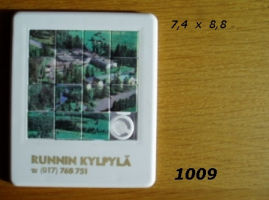 7,4 x 8,8
RUNNIN KYLPYLÄ
☎ (017) 768 751
1009